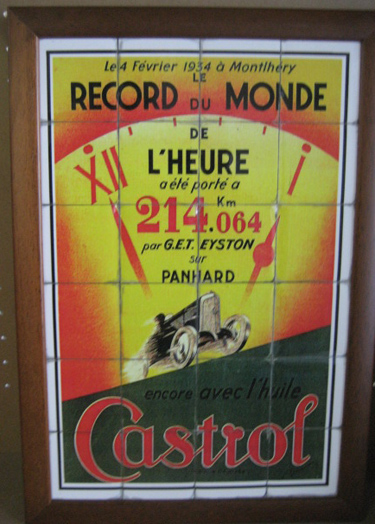 Le 4 Février 1934 à Montlhéry
LE
RECORD DU MONDE
DE
XII L'HEURE I
a été porté a
214.064 Km
par G.E.T. EYSTON
sur
PANHARD
encore avec l'huile
Castrol